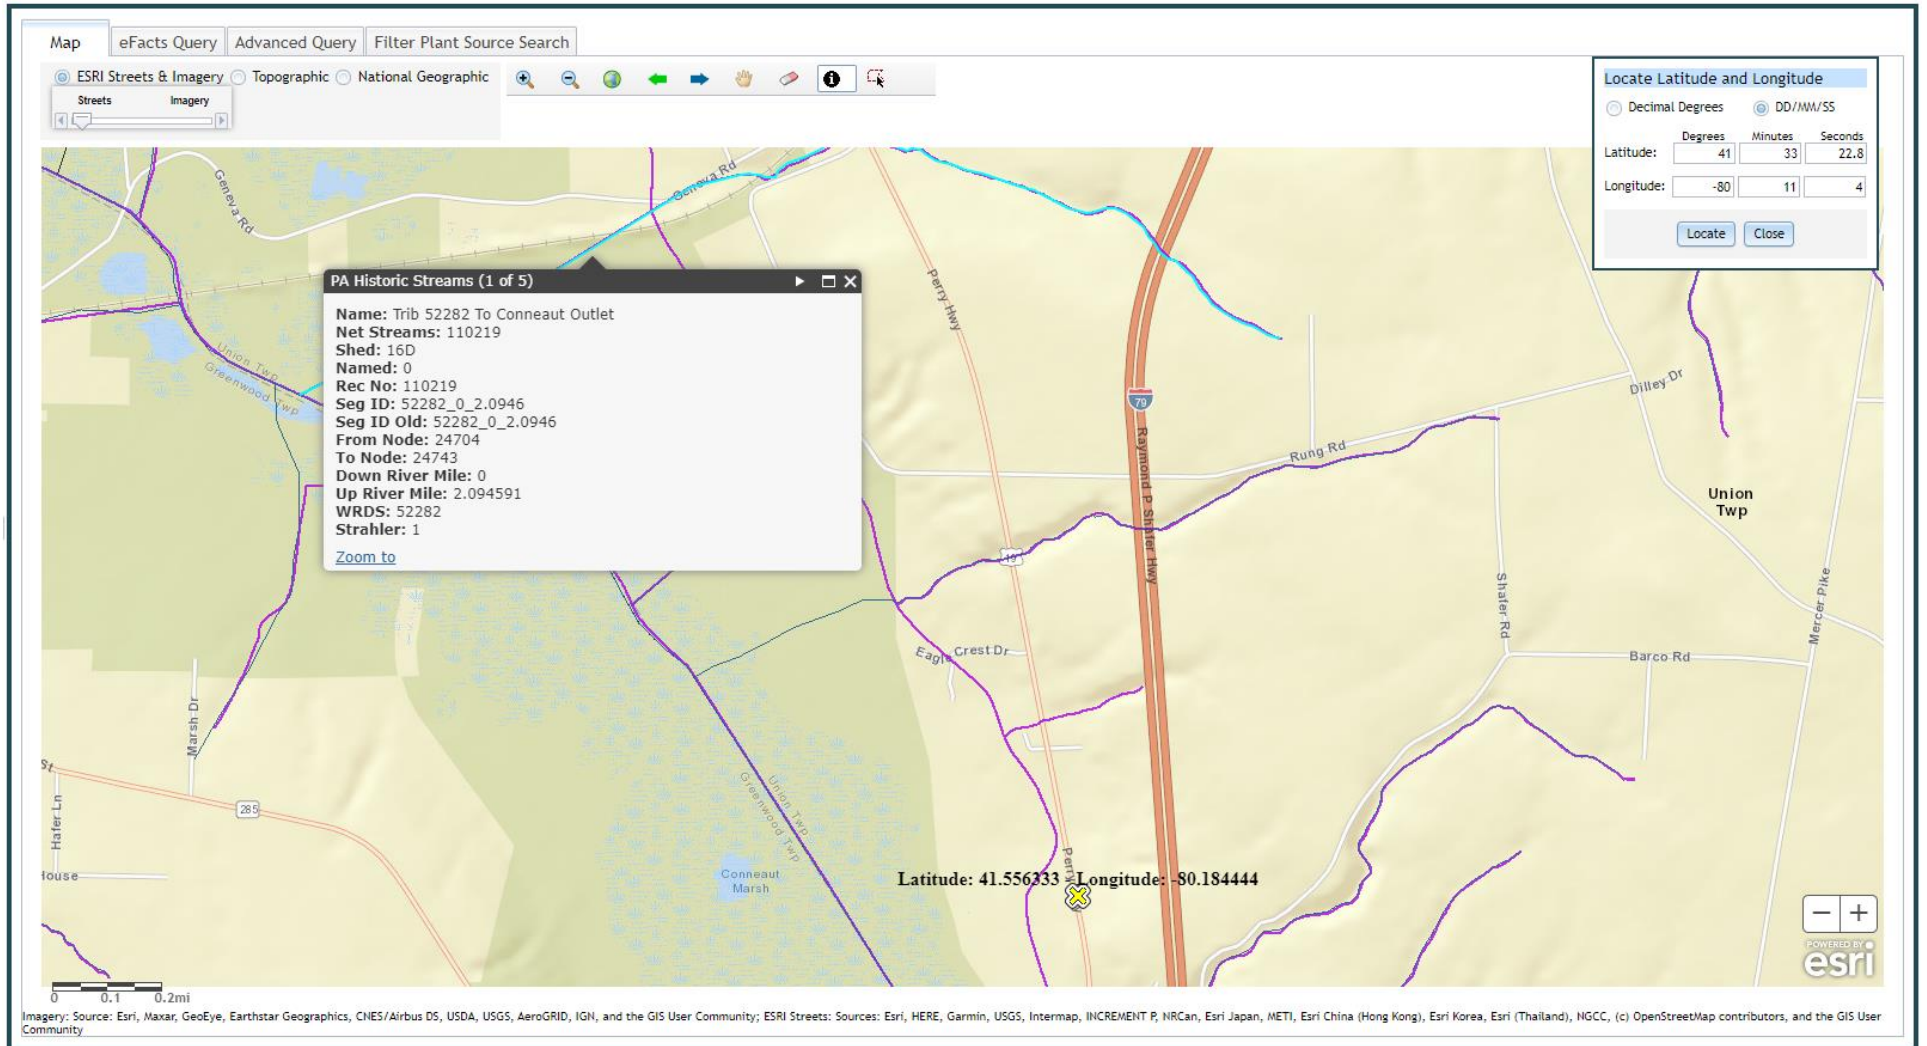 Map eFacts Query Advanced Query Filter Plant Source Search
ESRI Streets & Imagery Topographic National Geographic
Streets Imagery
Locate Latitude and Longitude
Decimal Degrees DD/MM/SS
Degrees Minutes Seconds
Latitude: 41 33 22.8
Longitude: -80 11 4
Locate Close
Geneva Rd
Geneva Rd
Perry Hwy
PA Historic Streams (1 of 5)
Name: Trib 52282 To Conneaut Outlet
Net Streams: 110219
Shed: 16D
Named: 0
Rec No: 110219
Seg ID: 52282_0_2.0946
Seg ID Old: 52282_0_2.0946
From Node: 24704
To Node: 24743
Down River Mile: 0
Up River Mile: 2.094591
WRDS: 52282
Strahler: 1
Zoom to
Union Twp
Greenwood Twp
79
Raymond P Shafer Hwy
Dilley Dr
Rung Rd
Union
Twp
19
Shafer Rd
Mercer Pike
Eagle Crest Dr
Barco Rd
Marsh Dr
St
285
Hafer Ln
House
Union Twp
Greenwood Twp
Conneaut
Marsh
Perry
Latitude: 41.556333 - Longitude: -80.184444
POWERED BY
esri
0 0.1 0.2mi
Imagery: Source: Esri, Maxar, GeoEye, Earthstar Geographics, CNES/Airbus DS, USDA, USGS, AeroGRID, IGN, and the GIS User Community; ESRI Streets: Sources: Esri, HERE, Garmin, USGS, Intermap, INCREMENT P, NRCan, Esri Japan, METI, Esri China (Hong Kong), Esri Korea, Esri (Thailand), NGCC, (c) OpenStreetMap contributors, and the GIS User
Community